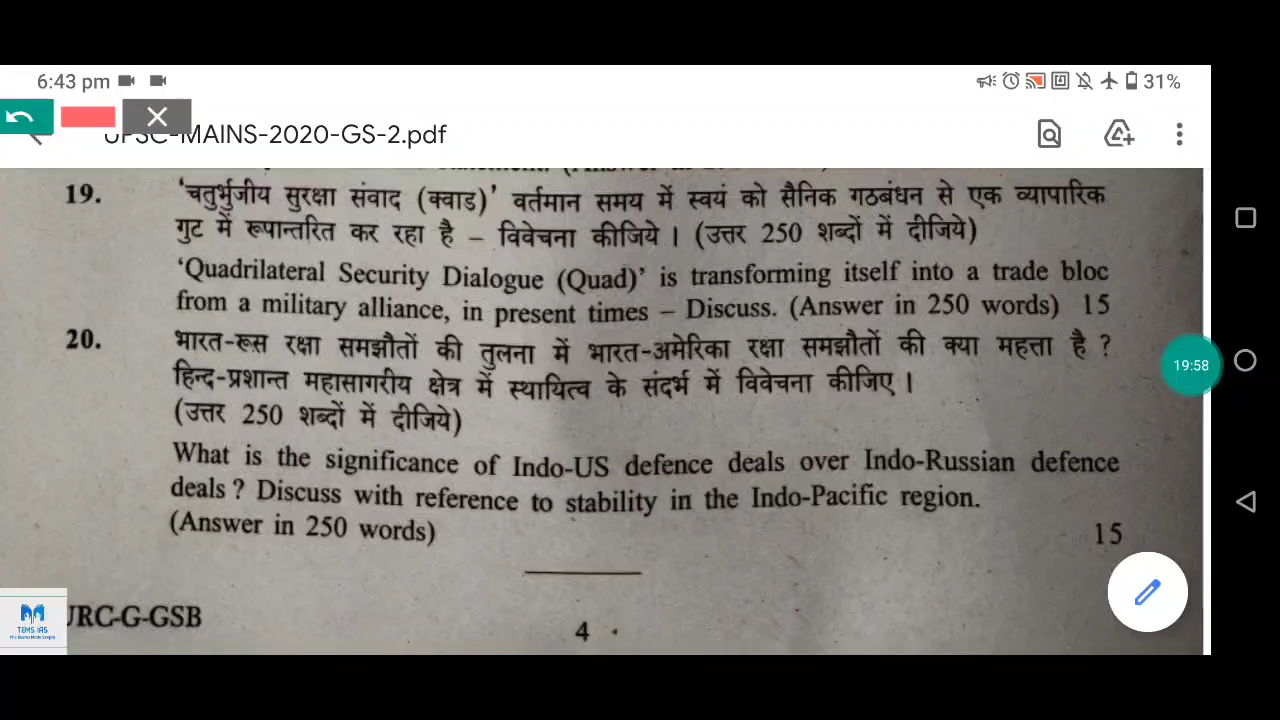 6:43 pm
31%
UPSC-MAINS-2020-GS-2.pdf
19. 'चतुर्भुजीय सुरक्षा संवाद (क्वाड)' वर्तमान समय में स्वयं को सैनिक गठबंधन से एक व्यापारिक
गुट में रूपान्तरित कर रहा है – विवेचना कीजिये । (उत्तर 250 शब्दों में दीजिये)
'Quadrilateral Security Dialogue (Quad)' is transforming itself into a trade bloc
from a military alliance, in present times – Discuss. (Answer in 250 words) 15
20. भारत-रूस रक्षा समझौतों की तुलना में भारत-अमेरिका रक्षा समझौतों की क्या महत्ता है ?
हिन्द-प्रशान्त महासागरीय क्षेत्र में स्थायित्व के संदर्भ में विवेचना कीजिए ।
(उत्तर 250 शब्दों में दीजिये)
What is the significance of Indo-US defence deals over Indo-Russian defence
deals ? Discuss with reference to stability in the Indo-Pacific region.
(Answer in 250 words) 15
19:58
TEMS IAS
URC-G-GSB
4